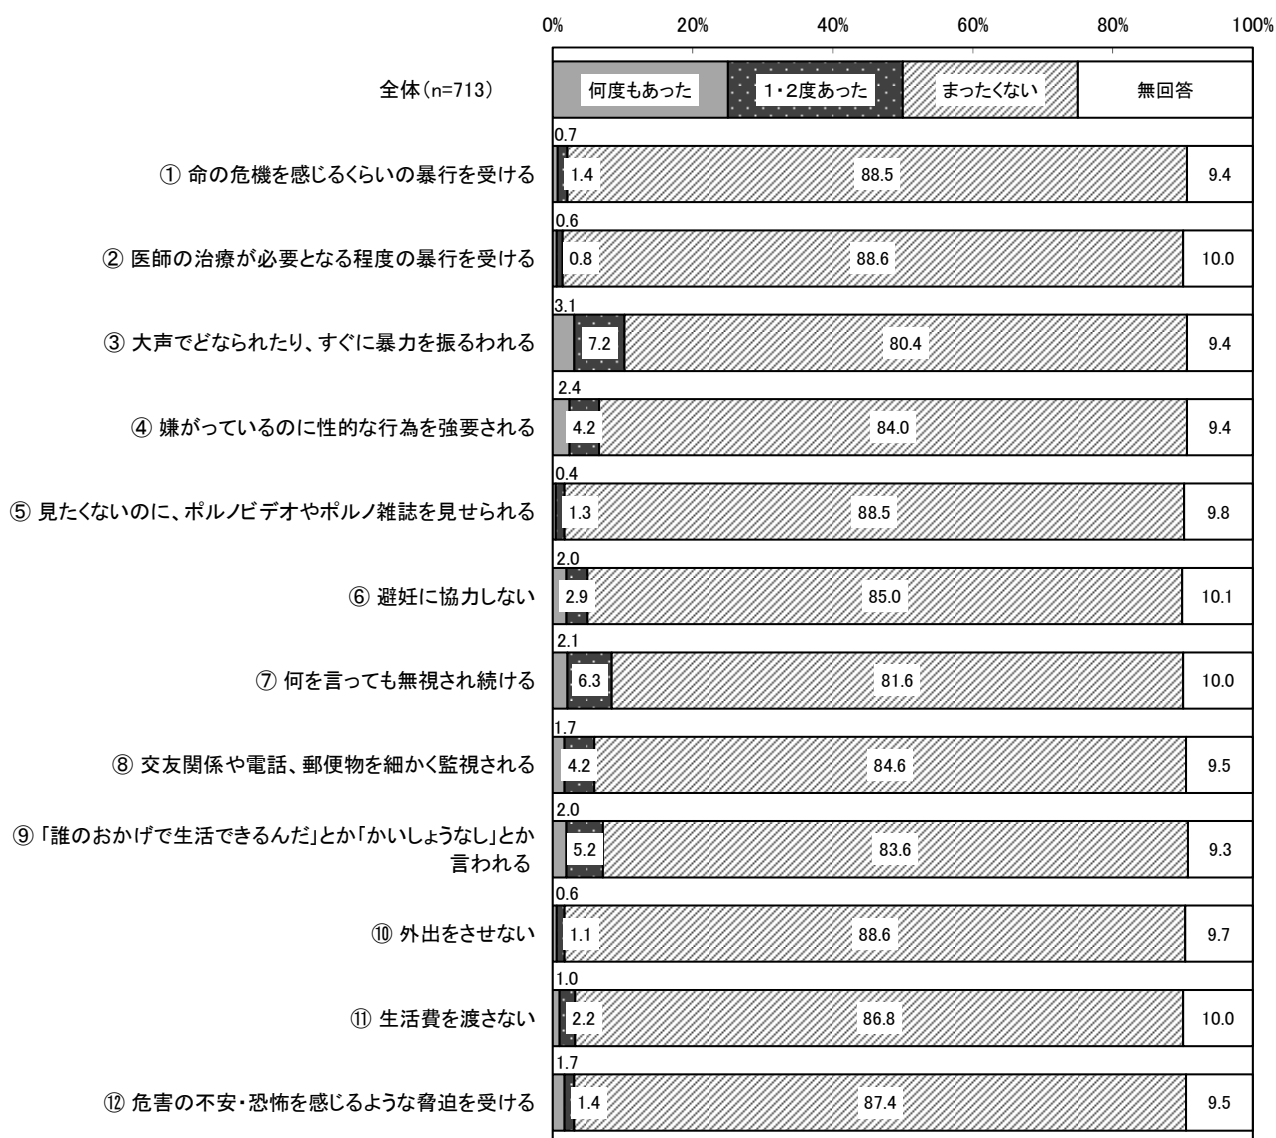 0% 20% 40% 60% 80% 100%
全体(n=713) 何度もあった 1・2度あった まったくない 無回答
0.7
① 命の危機を感じるくらいの暴行を受ける 1.4 88.5 9.4
0.6
② 医師の治療が必要となる程度の暴行を受ける 0.8 88.6 10.0
3.1
③ 大声でどなられたり、すぐに暴力を振るわれる 7.2 80.4 9.4
2.4
④ 嫌がっているのに性的な行為を強要される 4.2 84.0 9.4
0.4
⑤ 見たくないのに、ポルノビデオやポルノ雑誌を見せられる 1.3 88.5 9.8
2.0
⑥ 避妊に協力しない 2.9 85.0 10.1
2.1
⑦ 何を言っても無視され続ける 6.3 81.6 10.0
1.7
⑧ 交友関係や電話、郵便物を細かく監視される 4.2 84.6 9.5
2.0
⑨ 「誰のおかげで生活できるんだ」とか「かいしょうなし」とか
言われる 5.2 83.6 9.3
0.6
⑩ 外出をさせない 1.1 88.6 9.7
1.0
⑪ 生活費を渡さない 2.2 86.8 10.0
1.7
⑫ 危害の不安・恐怖を感じるような脅迫を受ける 1.4 87.4 9.5